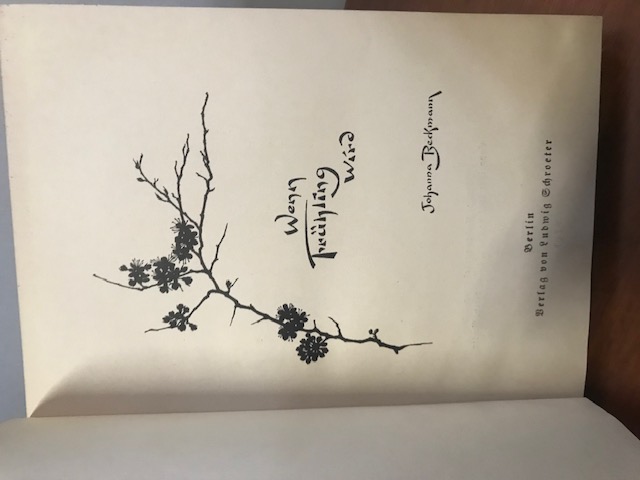 Wenn
Frühling
Wird
Johanna Beckmann
Berlin
Verlag von Ludwig Schroeter